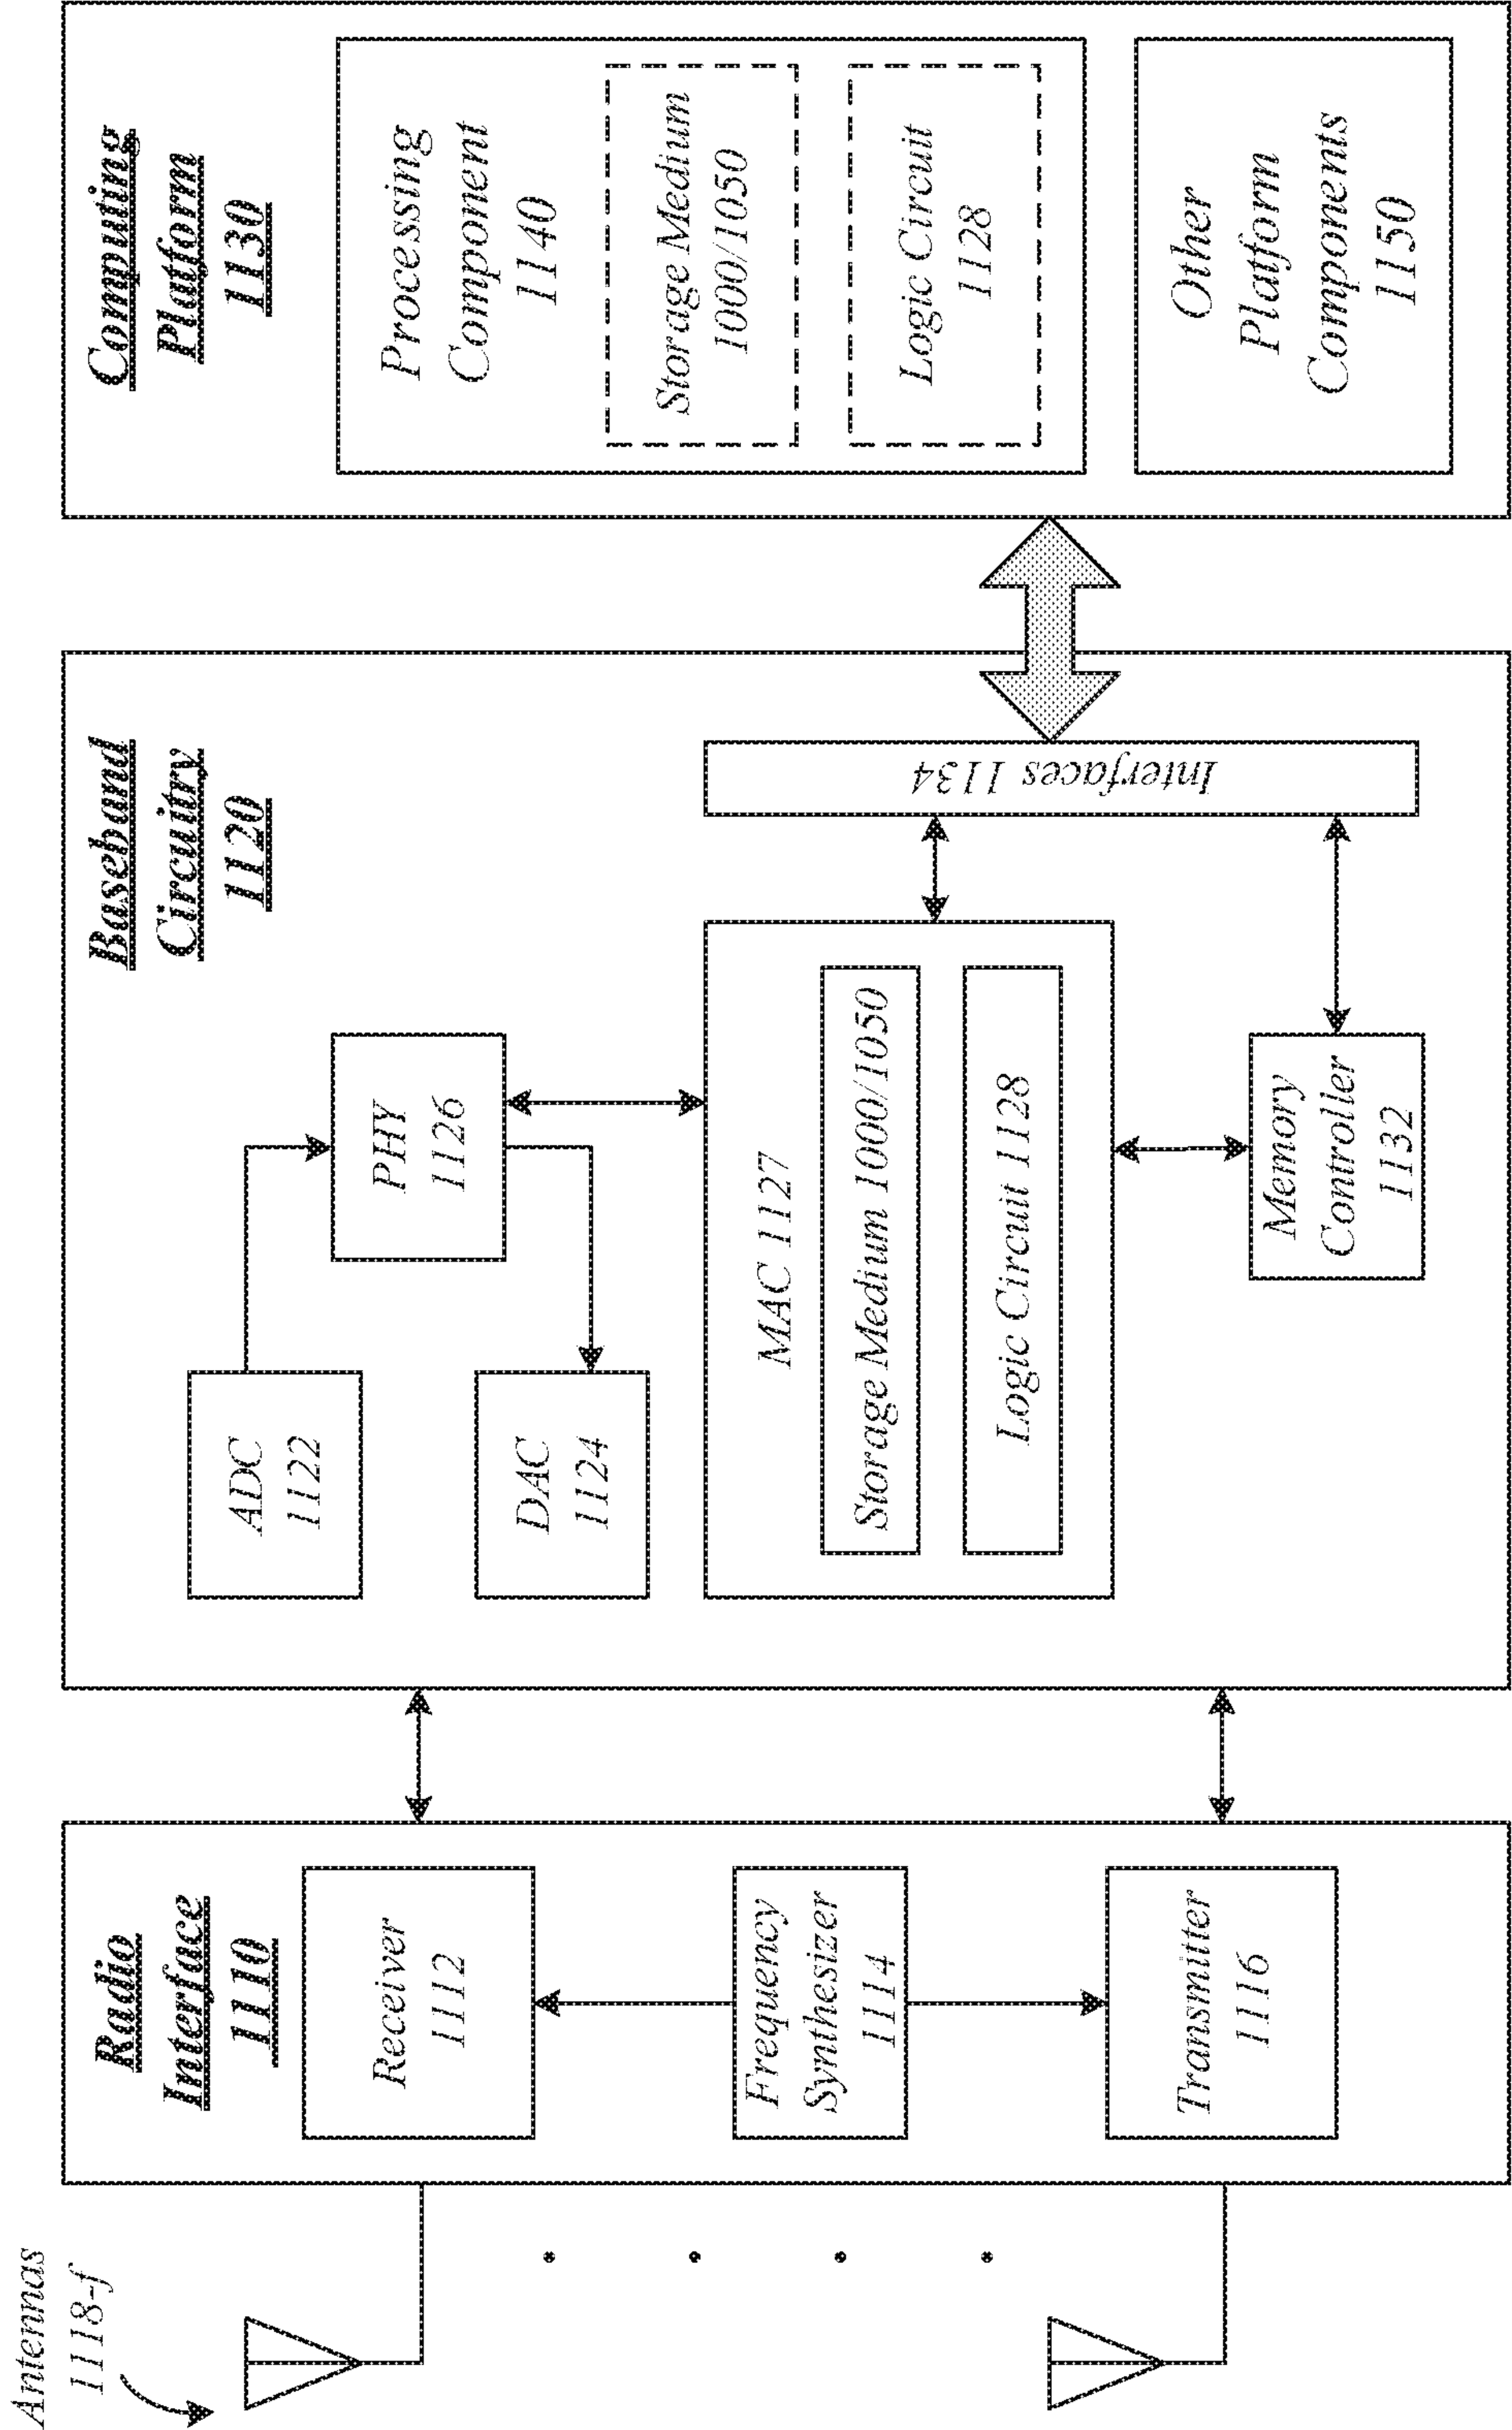 Antennas
1118-f
Radio
Interface
1110
Receiver
1112
Frequency
Synthesizer
1114
Transmitter
1116
Baseband
Circuitry
1120
ADC
1122
PHY
1126
DAC
1124
MAC 1127
Storage Medium 1000/1050
Logic Circuit 1128
Memory
Controller
1132
Interfaces 1134
Computing
Platform
1130
Processing
Component
1140
Storage Medium
1000/1050
Logic Circuit
1128
Other
Platform
Components
1150